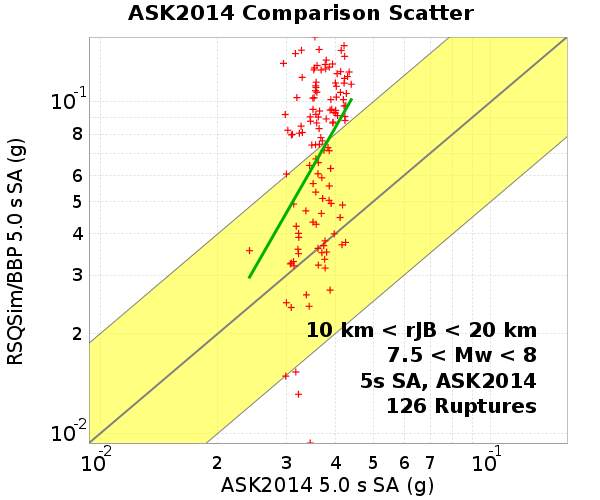 ASK2014 Comparison Scatter
RSQSim/BBP 5.0 s SA (g)
10⁻¹
8
6
5
4
3
2
10⁻²
10 km < rJB < 20 km
7.5 < Mw < 8
5s SA, ASK2014
126 Ruptures
10⁻² 2 3 4 5 6 7 10⁻¹
ASK2014 5.0 s SA (g)